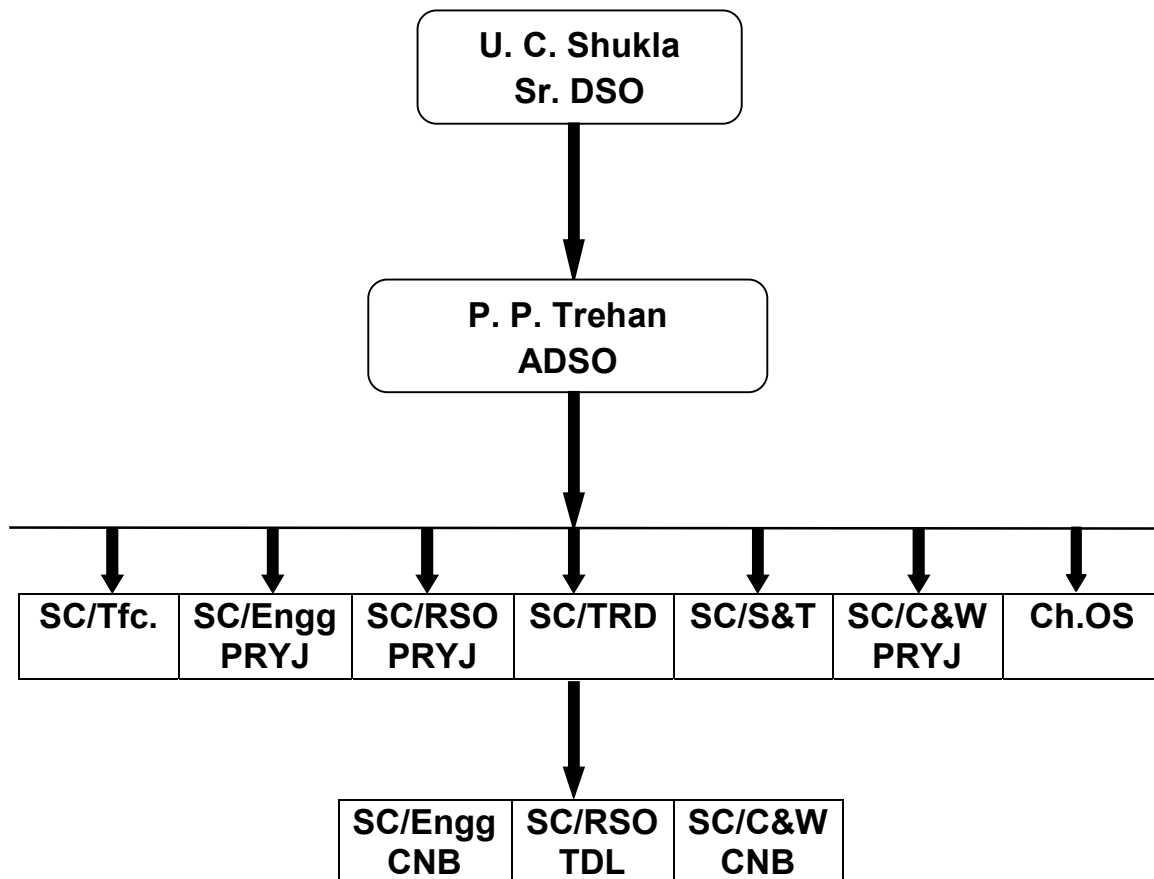 U. C. Shukla
Sr. DSO
P. P. Trehan
ADSO
SC/Tfc.
SC/Engg
PRYJ
SC/RSO
PRYJ
SC/TRD
SC/S&T
SC/C&W
PRYJ
Ch.OS
SC/Engg
CNB
SC/RSO
TDL
SC/C&W
CNB